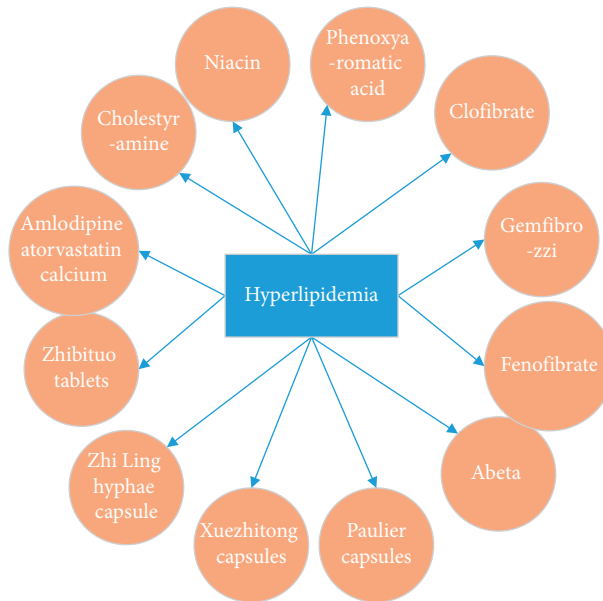 Niacin
Phenoxya
-romatic
acid
Clofibrate
Cholestyr
-amine
Amlodipine
atorvastatin
calcium
Gemfibro
-zzi
Hyperlipidemia
Zhibituo
tablets
Fenofibrate
Zhi Ling
hyphae
capsule
Abeta
Xuezhitong
capsules
Paulier
capsules